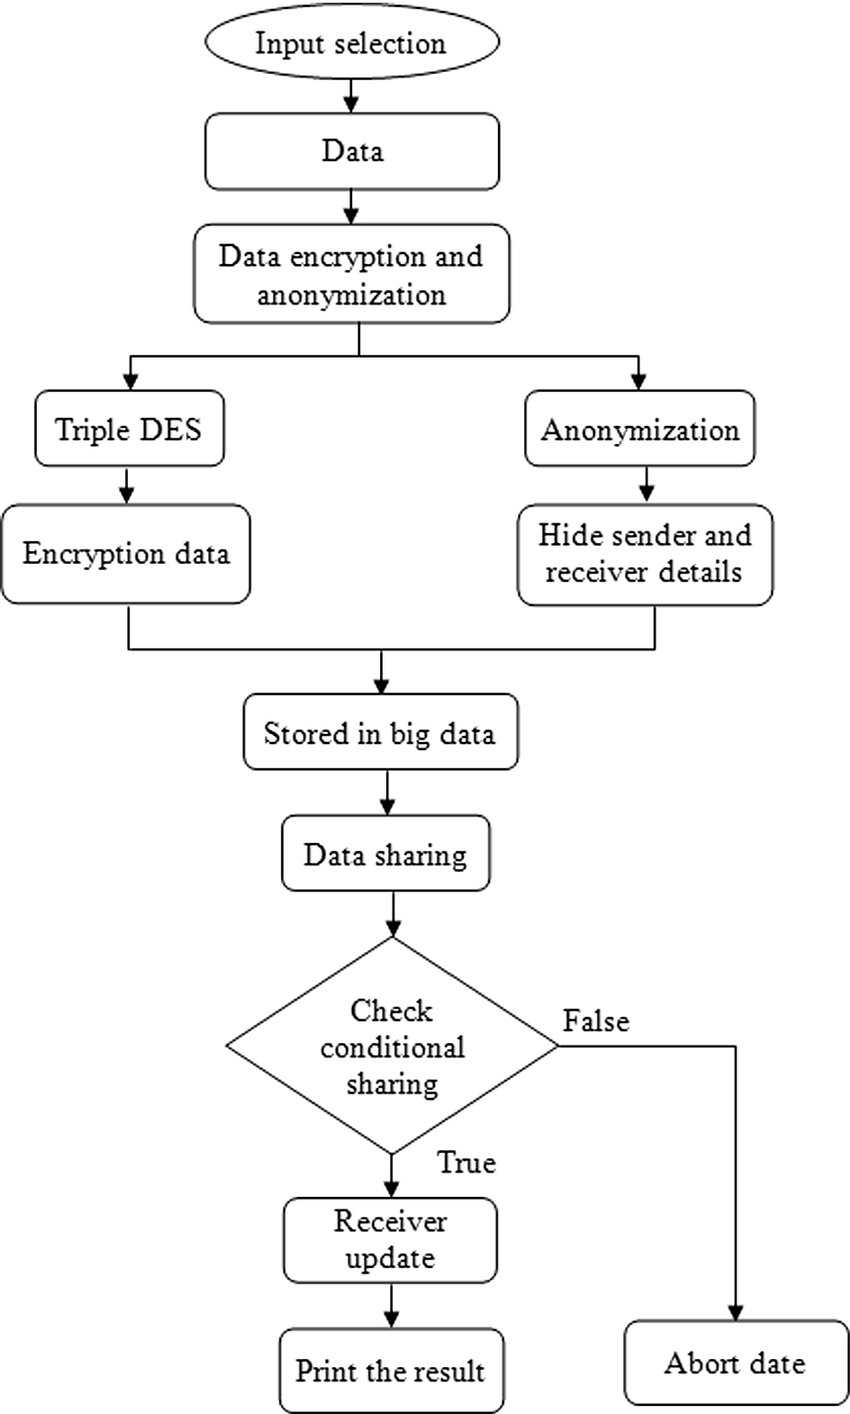 Input selection
Data
Data encryption and
anonymization
Triple DES
Anonymization
Encryption data
Hide sender and
receiver details
Stored in big data
Data sharing
Check
conditional
sharing
False
True
Receiver
update
Print the result
Abort date